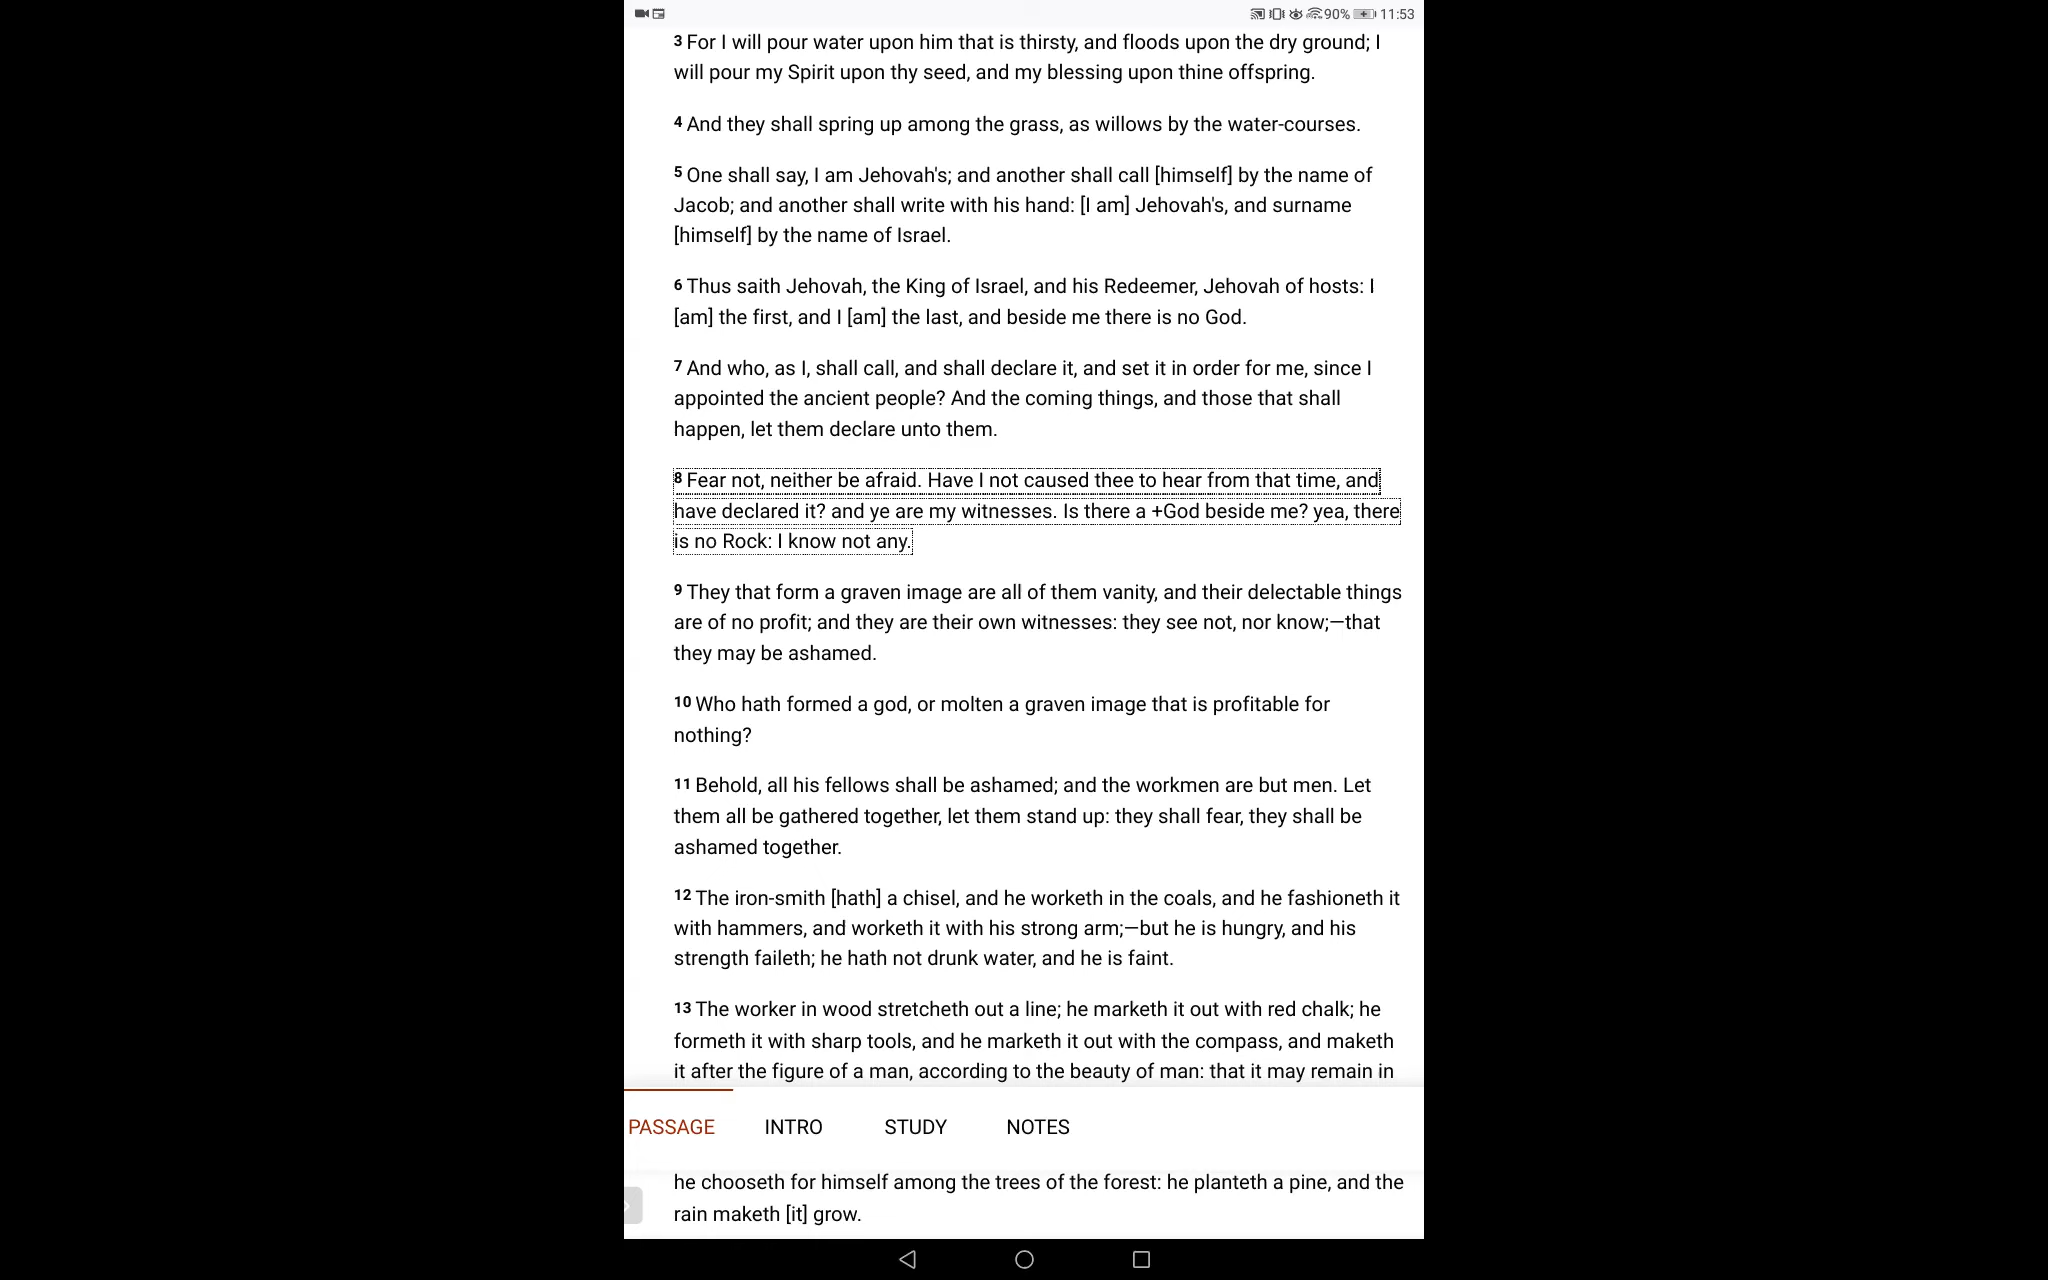 90% 11:53
3 For I will pour water upon him that is thirsty, and floods upon the dry ground; I
will pour my Spirit upon thy seed, and my blessing upon thine offspring.
4 And they shall spring up among the grass, as willows by the water-courses.
5 One shall say, I am Jehovah's; and another shall call [himself] by the name of
Jacob; and another shall write with his hand: [I am] Jehovah's, and surname
[himself] by the name of Israel.
6 Thus saith Jehovah, the King of Israel, and his Redeemer, Jehovah of hosts: I
[am] the first, and I [am] the last, and beside me there is no God.
7 And who, as I, shall call, and shall declare it, and set it in order for me, since I
appointed the ancient people? And the coming things, and those that shall
happen, let them declare unto them.
8 Fear not, neither be afraid. Have I not caused thee to hear from that time, and
have declared it? and ye are my witnesses. Is there a +God beside me? yea, there
is no Rock: I know not any.
9 They that form a graven image are all of them vanity, and their delectable things
are of no profit; and they are their own witnesses: they see not, nor know;—that
they may be ashamed.
10 Who hath formed a god, or molten a graven image that is profitable for
nothing?
11 Behold, all his fellows shall be ashamed; and the workmen are but men. Let
them all be gathered together, let them stand up: they shall fear, they shall be
ashamed together.
12 The iron-smith [hath] a chisel, and he worketh in the coals, and he fashioneth it
with hammers, and worketh it with his strong arm;—but he is hungry, and his
strength faileth; he hath not drunk water, and he is faint.
13 The worker in wood stretcheth out a line; he marketh it out with red chalk; he
formeth it with sharp tools, and he marketh it out with the compass, and maketh
it after the figure of a man, according to the beauty of man: that it may remain in
PASSAGE INTRO STUDY NOTES
he chooseth for himself among the trees of the forest: he planteth a pine, and the
rain maketh [it] grow.